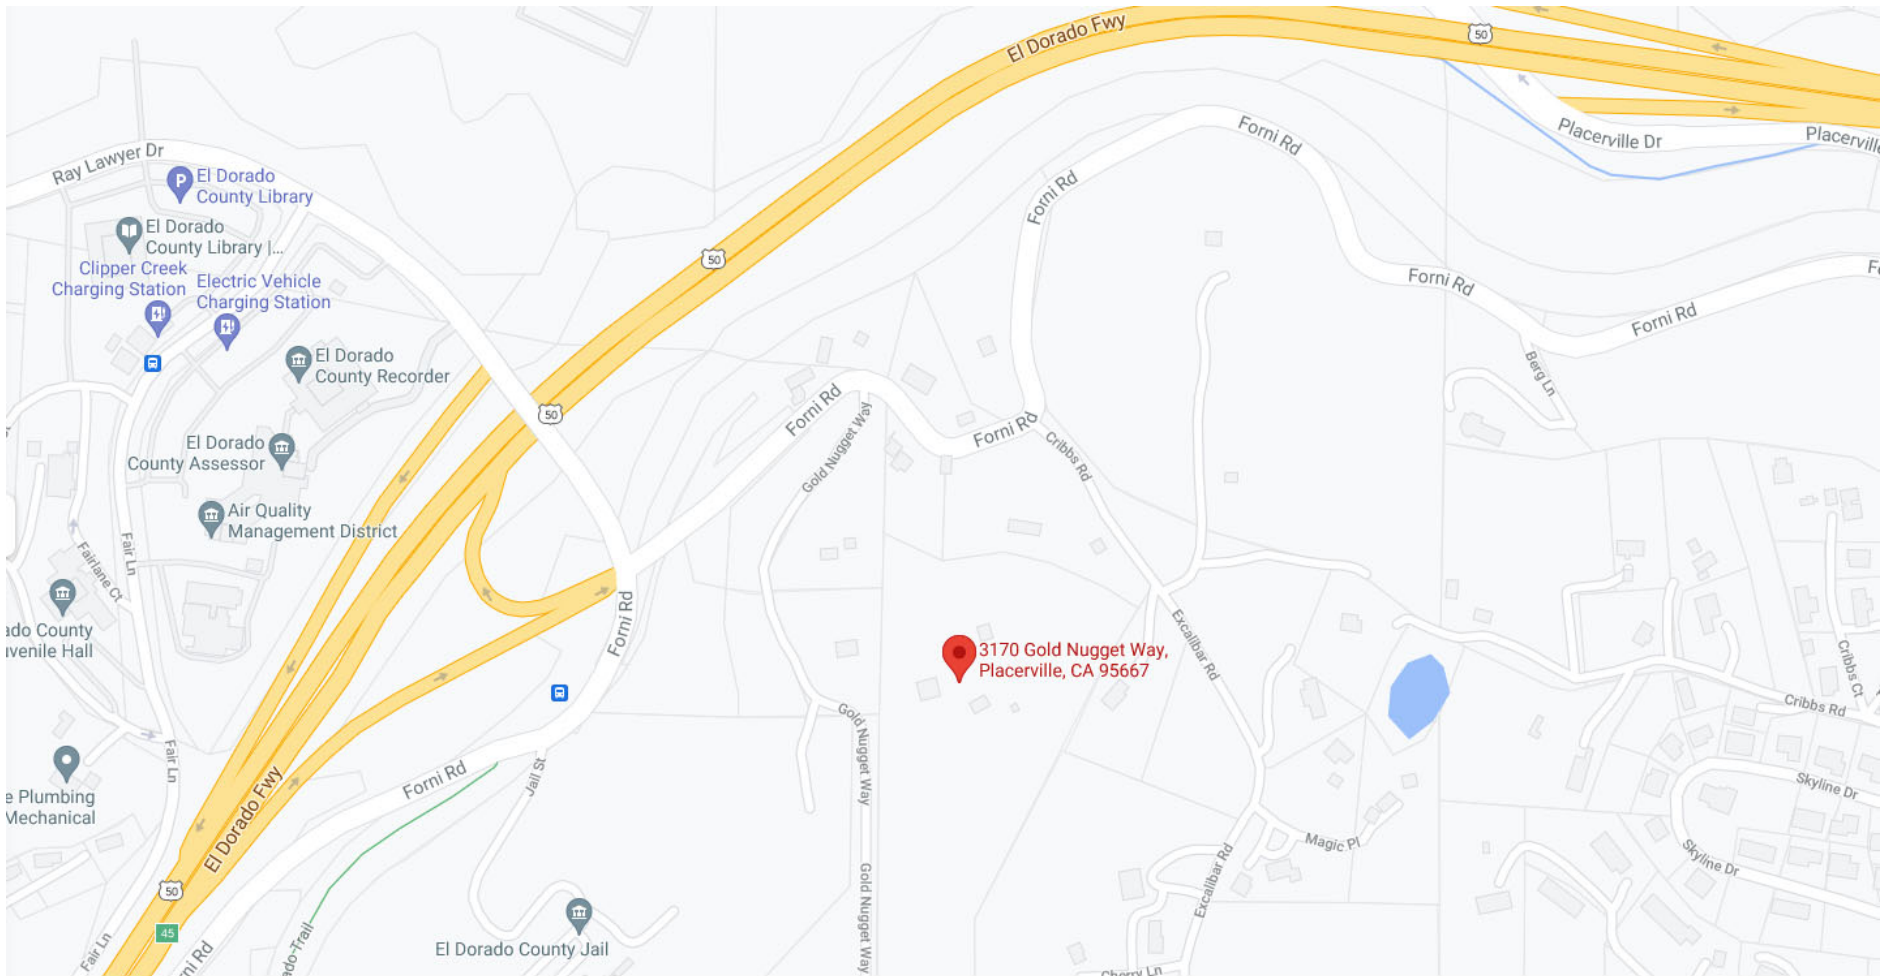 El Dorado Fwy
50
Placerville Dr
Placerville
Forni Rd
Forni Rd
Ray Lawyer Dr
P
El Dorado
County Library
El Dorado
County Library |...
Clipper Creek
Charging Station
Electric Vehicle
Charging Station
50
Forni Rd
Forni Rd
El Dorado
County Recorder
Berg Ln
50
Forni Rd
Forni Rd
Gold Nugget Way
Cribbs Rd
El Dorado
County Assessor
Air Quality
Management District
Fair Ln
Fairlane Ct
Forni Rd
ado County
uvenile Hall
3170 Gold Nugget Way,
Placerville, CA 95667
Excalibar Rd
Cribbs Ct
Cribbs Rd
Gold Nugget Way
Fair Ln
Forni Rd
Jail St
e Plumbing
Mechanical
El Dorado Fwy
Skyline Dr
Magic Pl
Skyline Dr
Excalibar Rd
Gold Nugget Way
50
45
Fair Ln
rni Rd
ado-Trail
El Dorado County Jail
Cherry Ln